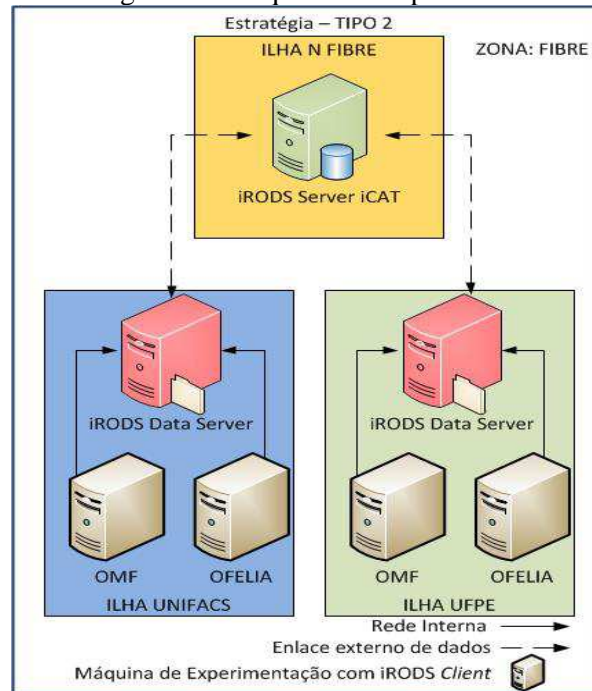 Estratégia – TIPO 2
ILHA N FIBRE
ZONA: FIBRE
iRODS Server iCAT
iRODS Data Server
iRODS Data Server
OMF
OFELIA
OMF
OFELIA
ILHA UNIFACS
ILHA UFPE
Rede Interna
Enlace externo de dados
Máquina de Experimentação com iRODS Client